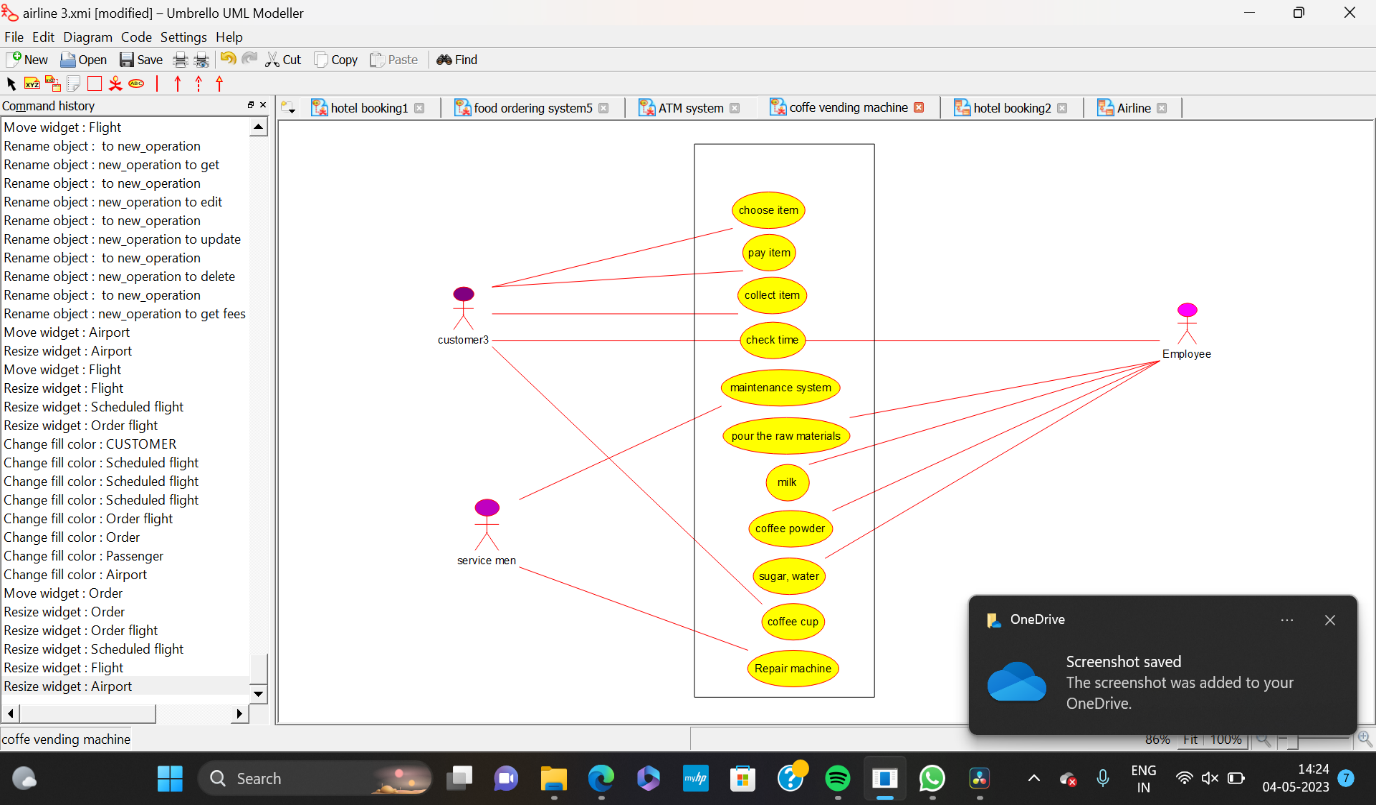 airline 3.xmi [modified] – Umbrello UML Modeller
File Edit Diagram Code Settings Help
New Open Save Cut Copy Paste Find
XYZ ABC
Command history
hotel booking1 food ordering system5 ATM system coffe vending machine hotel booking2 Airline
Move widget : Flight
Rename object : to new_operation
Rename object : new_operation to get
Rename object : to new_operation
Rename object : new_operation to edit
Rename object : to new_operation
Rename object : new_operation to update
Rename object : to new_operation
Rename object : new_operation to delete
Rename object : to new_operation
Rename object : new_operation to get fees
Move widget : Airport
Resize widget : Airport
Move widget : Flight
Resize widget : Flight
Resize widget : Scheduled flight
Resize widget : Order flight
Change fill color : CUSTOMER
Change fill color : Scheduled flight
Change fill color : Scheduled flight
Change fill color : Scheduled flight
Change fill color : Order flight
Change fill color : Order
Change fill color : Passenger
Change fill color : Airport
Move widget : Order
Resize widget : Order
Resize widget : Order flight
Resize widget : Scheduled flight
Resize widget : Flight
Resize widget : Airport
choose item
pay item
collect item
customer3
check time
Employee
maintenance system
pour the raw materials
milk
coffee powder
service men
sugar, water
coffee cup
Repair machine
OneDrive
Screenshot saved
The screenshot was added to your
OneDrive.
coffe vending machine
86% Fit 100%
Search
myhp
ENG
IN
14:24
04-05-2023
7